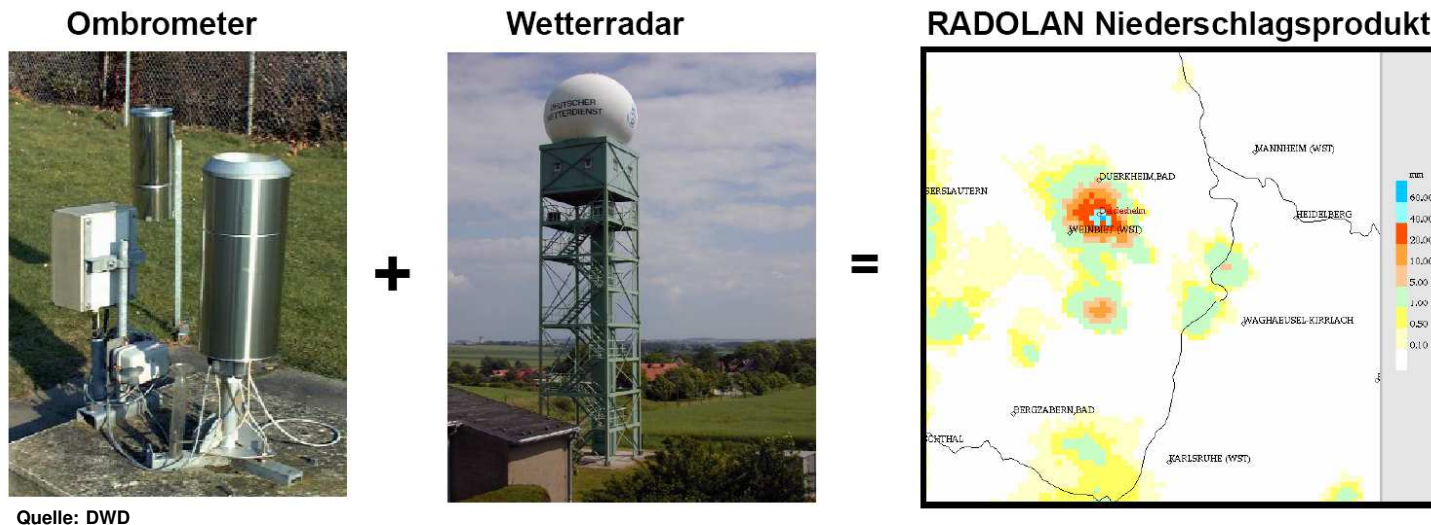 Ombrometer
Wetterradar
RADOLAN Niederschlagsprodukt
DEUTSCHER
WETTERDIENST
+
=
MANNHEIM (WST)
DUERKHEIM,BAD
SERSLAUTERN
Deidesheim
HEIDELBERG
WEINBIET (WST)
WAGHAEUSEL-KIRRLACH
BERGZABERN,BAD
KARLSRUHE (WST)
mm
60.00
40.00
20.00
10.00
5.00
1.00
0.50
0.10
Quelle: DWD